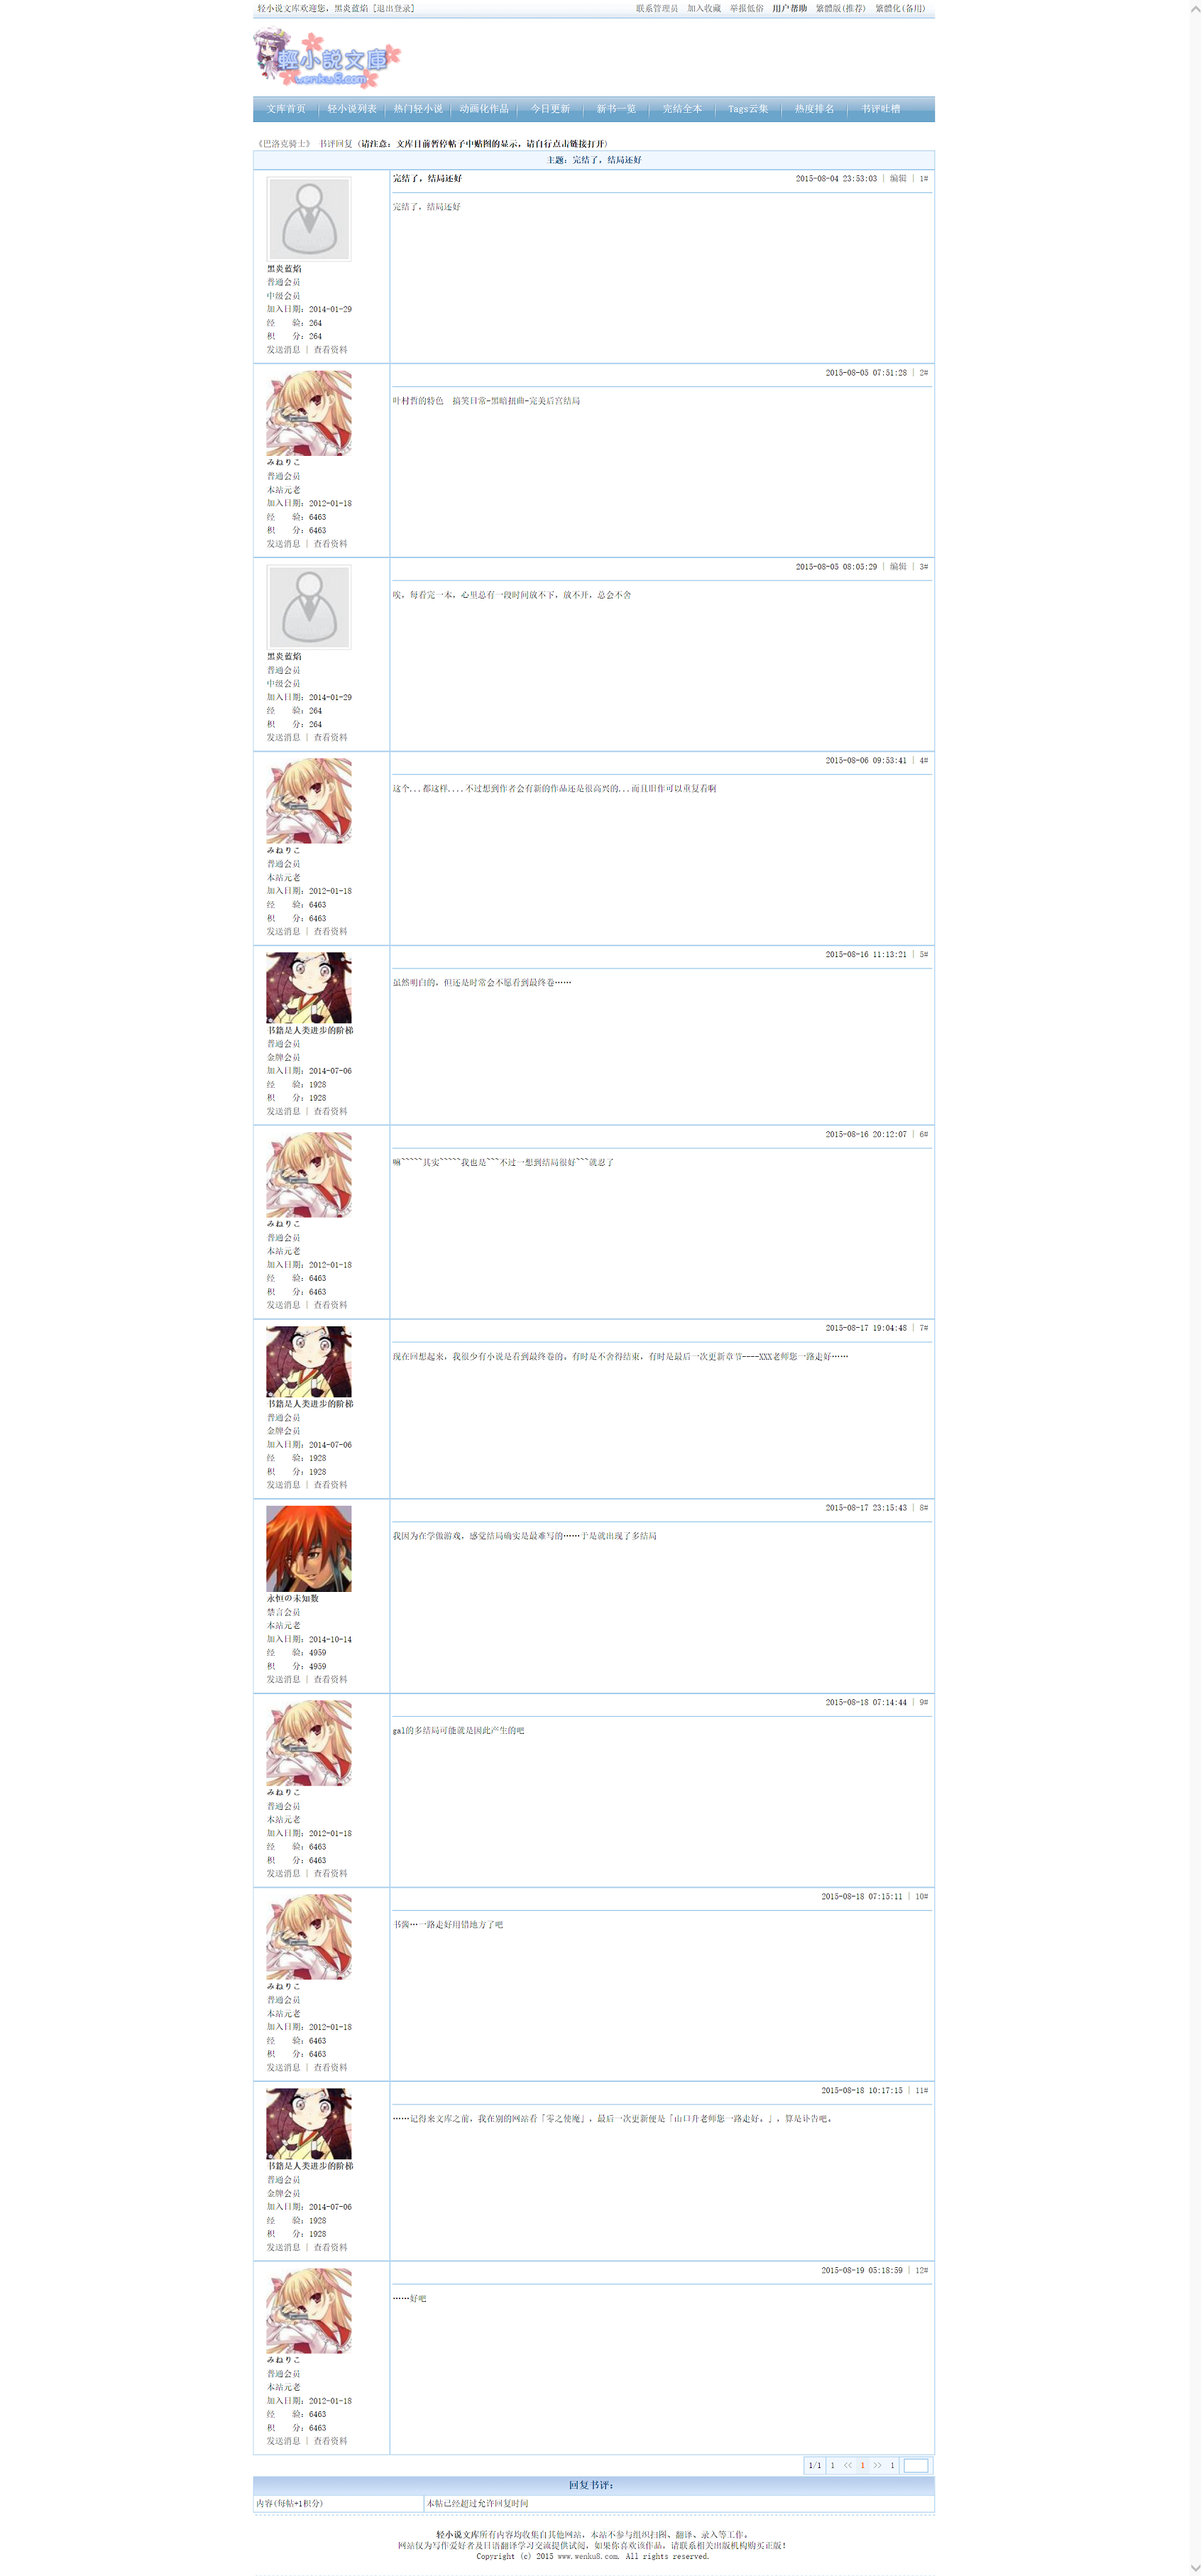 轻小说文库欢迎您，黑炎蓝焰 [退出登录]
联系管理员 加入收藏 举报低俗 用户帮助 繁體版(推荐) 繁體化(备用)
輕小說文庫
wenku8.com
文库首页 轻小说列表 热门轻小说 动画化作品 今日更新 新书一览 完结全本 Tags云集 热度排名 书评吐槽
《巴洛克骑士》 书评回复 (请注意：文库目前暂停帖子中贴图的显示，请自行点击链接打开)
主题：完结了，结局还好
完结了，结局还好
2015-08-04 23:53:03 | 编辑 | 1#
完结了，结局还好
黑炎蓝焰
普通会员
中级会员
加入日期：2014-01-29
经 验：264
积 分：264
发送消息 | 查看资料
2015-08-05 07:51:28 | 2#
叶村哲的特色 搞笑日常-黑暗扭曲-完美后宫结局
みねりこ
普通会员
本站元老
加入日期：2012-01-18
经 验：6463
积 分：6463
发送消息 | 查看资料
2015-08-05 08:05:29 | 编辑 | 3#
唉，每看完一本，心里总有一段时间放不下，放不开，总会不舍
黑炎蓝焰
普通会员
中级会员
加入日期：2014-01-29
经 验：264
积 分：264
发送消息 | 查看资料
2015-08-06 09:53:41 | 4#
这个...都这样....不过想到作者会有新的作品还是很高兴的...而且旧作可以重复看啊
みねりこ
普通会员
本站元老
加入日期：2012-01-18
经 验：6463
积 分：6463
发送消息 | 查看资料
2015-08-16 11:13:21 | 5#
虽然明白的，但还是时常会不愿看到最终卷……
书籍是人类进步的阶梯
普通会员
金牌会员
加入日期：2014-07-06
经 验：1928
积 分：1928
发送消息 | 查看资料
2015-08-16 20:12:07 | 6#
嘛~~~~~其实~~~~~我也是~~~不过一想到结局很好~~~就忍了
みねりこ
普通会员
本站元老
加入日期：2012-01-18
经 验：6463
积 分：6463
发送消息 | 查看资料
2015-08-17 19:04:48 | 7#
现在回想起来，我很少有小说是看到最终卷的。有时是不舍得结束，有时是最后一次更新章节----XXX老师您一路走好……
书籍是人类进步的阶梯
普通会员
金牌会员
加入日期：2014-07-06
经 验：1928
积 分：1928
发送消息 | 查看资料
2015-08-17 23:15:43 | 8#
我因为在学做游戏，感觉结局确实是最难写的……于是就出现了多结局
永恒の未知数
禁言会员
本站元老
加入日期：2014-10-14
经 验：4959
积 分：4959
发送消息 | 查看资料
2015-08-18 07:14:44 | 9#
gal的多结局可能就是因此产生的吧
みねりこ
普通会员
本站元老
加入日期：2012-01-18
经 验：6463
积 分：6463
发送消息 | 查看资料
2015-08-18 07:15:11 | 10#
书酱…一路走好用错地方了吧
みねりこ
普通会员
本站元老
加入日期：2012-01-18
经 验：6463
积 分：6463
发送消息 | 查看资料
2015-08-18 10:17:15 | 11#
……记得来文库之前，我在别的网站看「零之使魔」，最后一次更新便是「山口升老师您一路走好。」，算是讣告吧。
书籍是人类进步的阶梯
普通会员
金牌会员
加入日期：2014-07-06
经 验：1928
积 分：1928
发送消息 | 查看资料
2015-08-19 05:18:59 | 12#
……好吧
みねりこ
普通会员
本站元老
加入日期：2012-01-18
经 验：6463
积 分：6463
发送消息 | 查看资料
1/1 1 << 1 >> 1
回复书评：
内容(每帖+1积分) 本帖已经超过允许回复时间
轻小说文库所有内容均收集自其他网站，本站不参与组织扫图、翻译、录入等工作。
网站仅为写作爱好者及日语翻译学习交流提供试阅，如果你喜欢该作品，请联系相关出版机构购买正版！
Copyright (c) 2015 www.wenku8.com. All rights reserved.